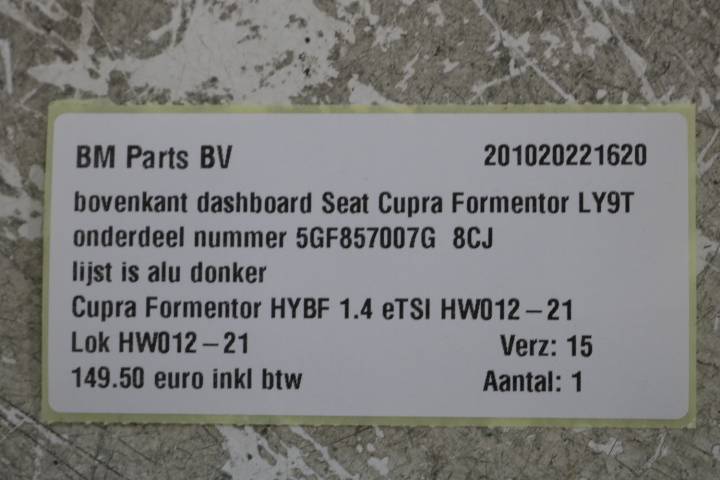 BM Parts BV 201020221620
bovenkant dashboard Seat Cupra Formentor LY9T
onderdeel nummer 5GF857007G 8CJ
lijst is alu donker
Cupra Formentor HYBF 1.4 eTSI HW012-21
Lok HW012-21 Verz: 15
149.50 euro inkl btw Aantal: 1